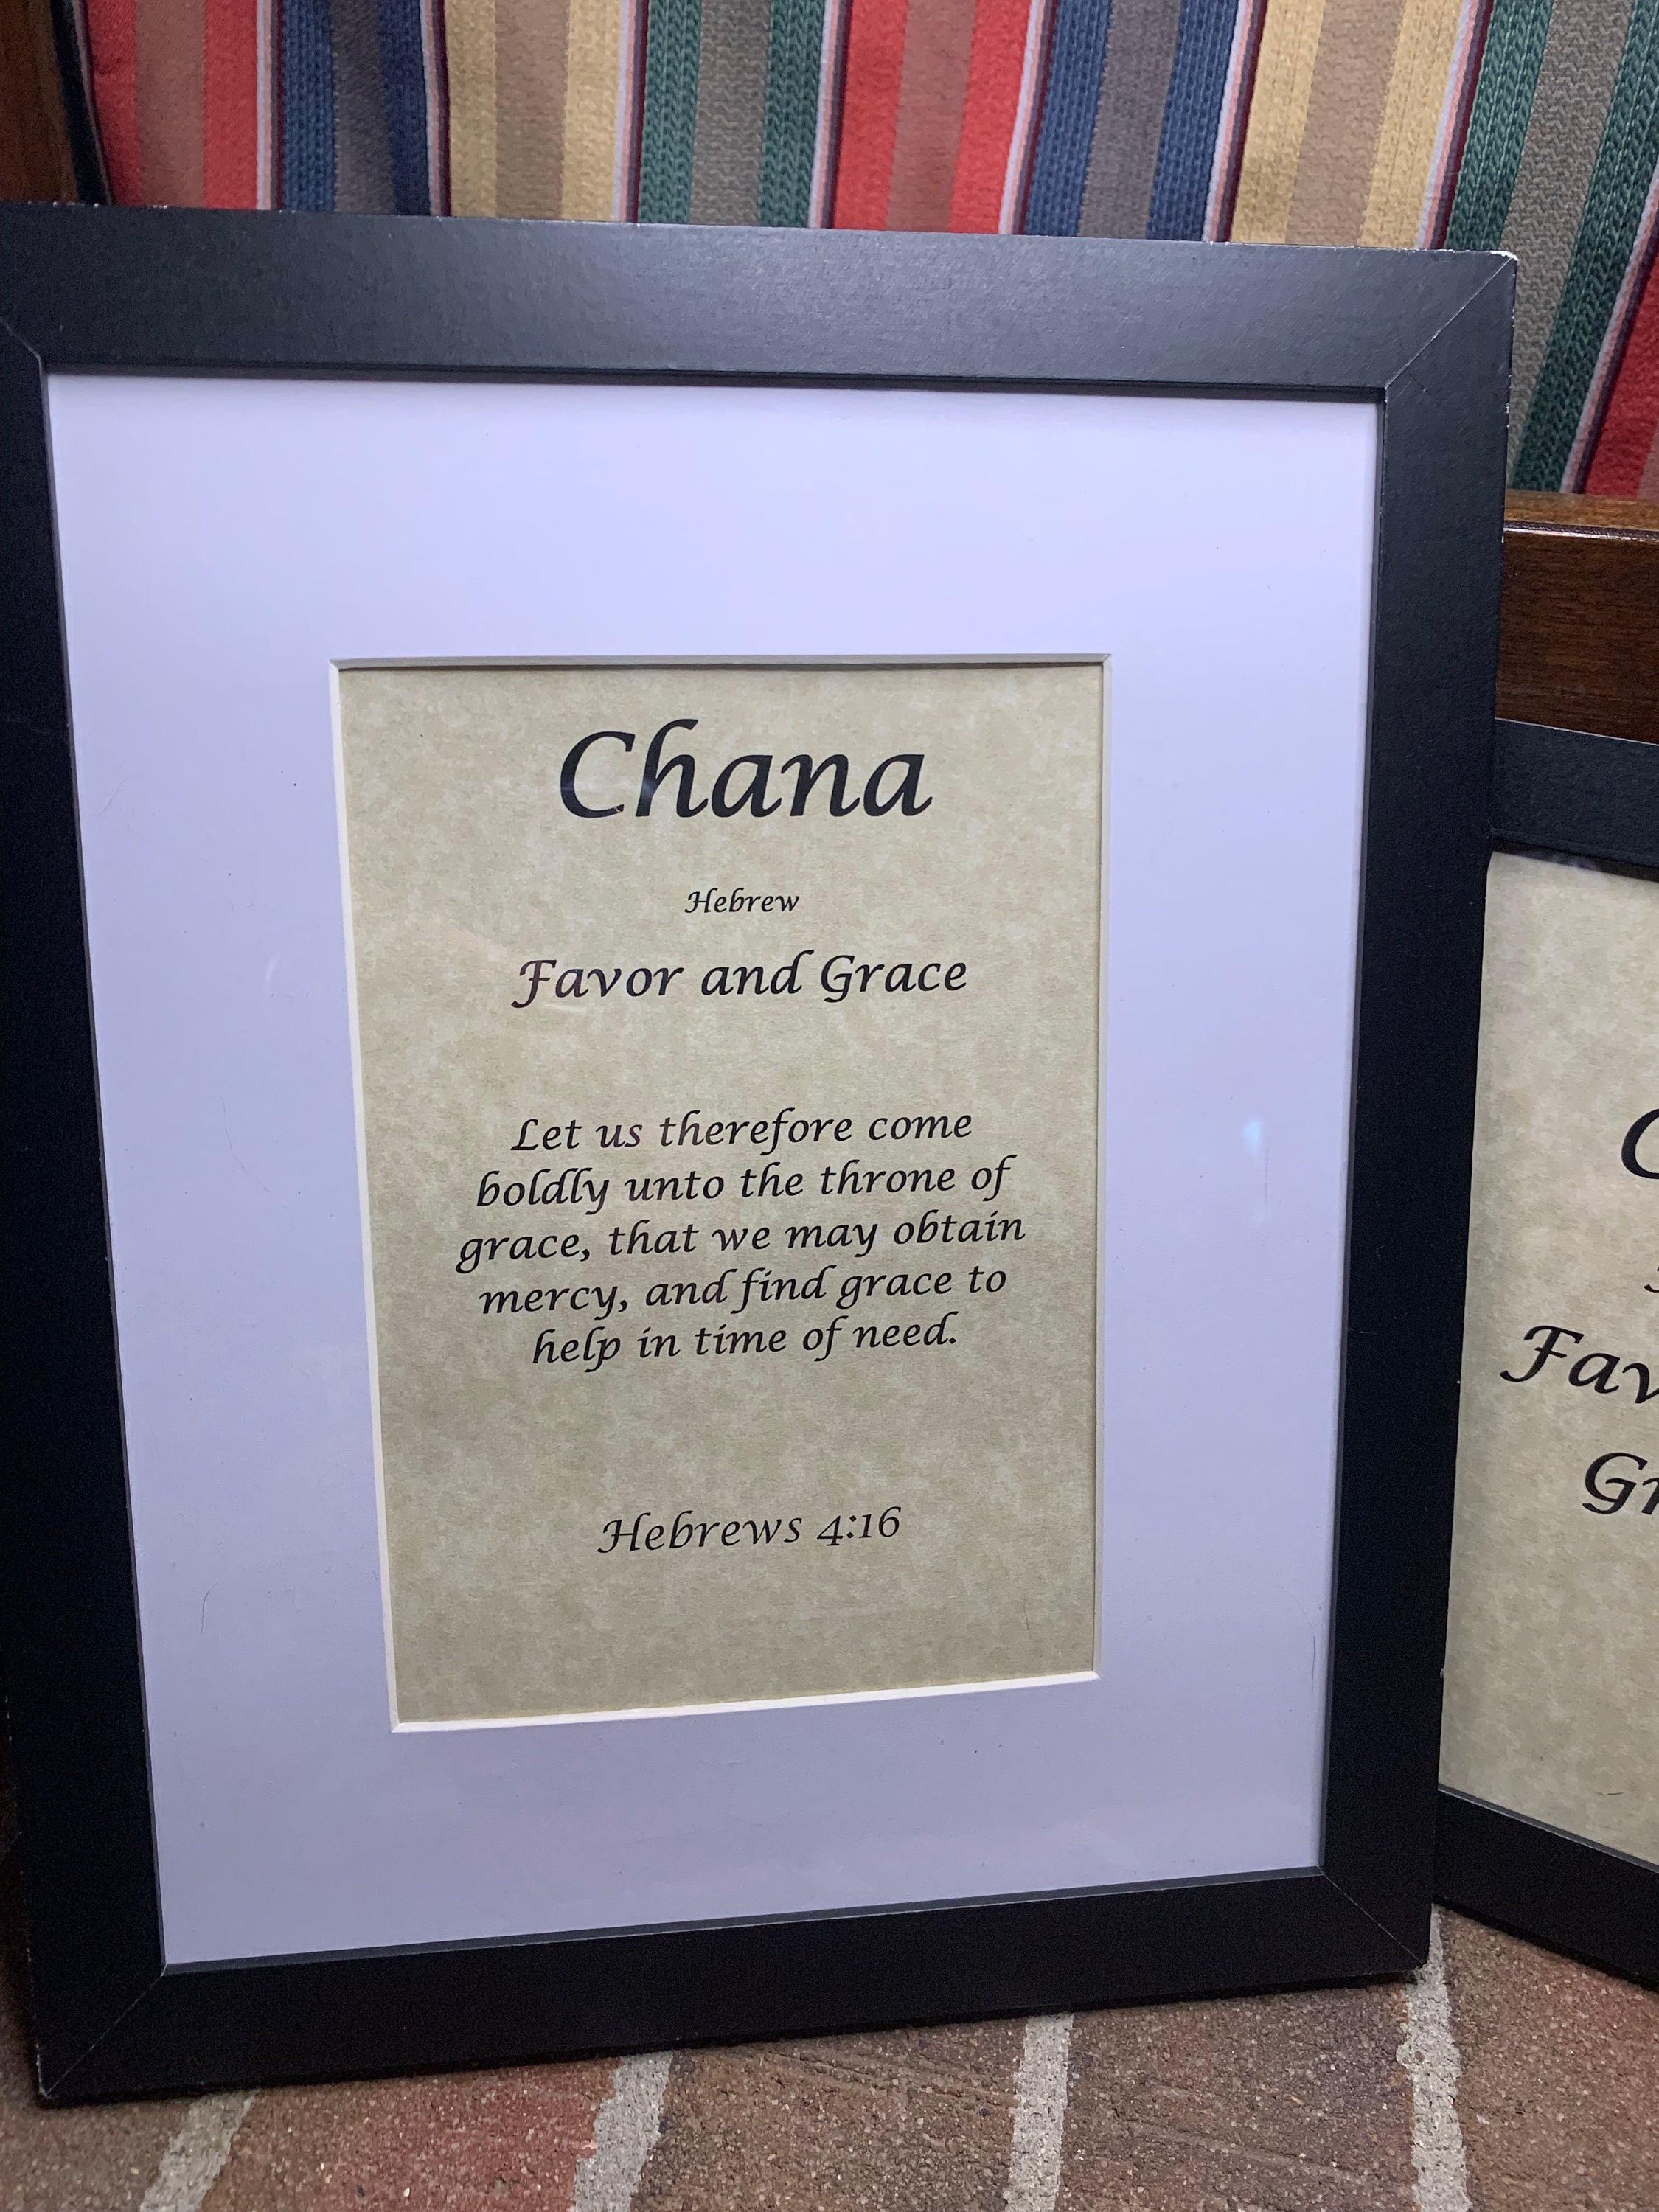 Chana
Hebrew
Favor and Grace
Let us therefore come
boldly unto the throne of
grace, that we may obtain
mercy, and find grace to
help in time of need.
Hebrews 4:16